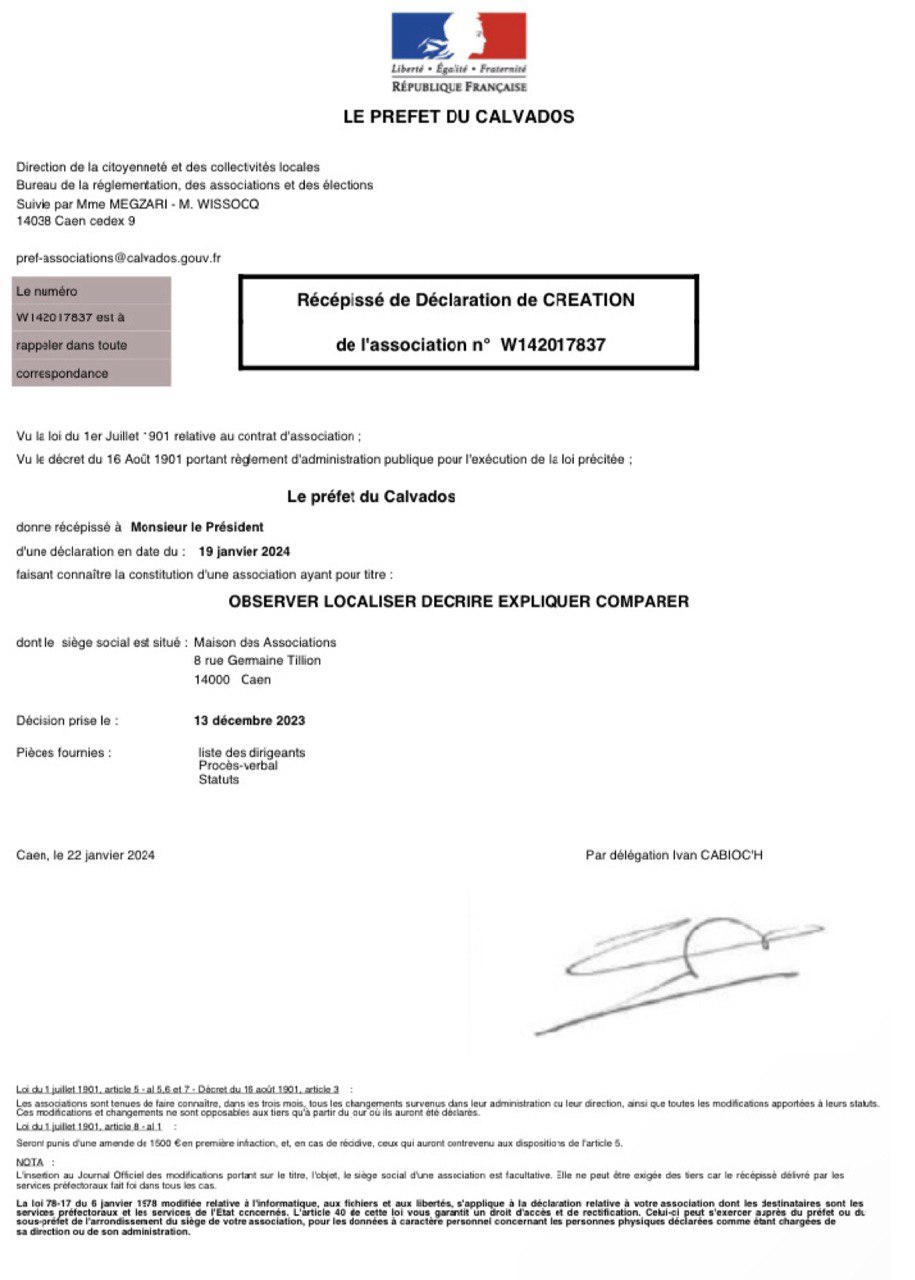 Liberté • Égalité • Fraternité
RÉPUBLIQUE FRANÇAISE
LE PREFET DU CALVADOS
Direction de la citoyenneté et des collectivités locales
Bureau de la réglementation, des associations et des élections
Suivie par Mme MEGZARI - M. WISSOCQ
14038 Caen cedex 9
pref-associations@calvados.gouv.fr
Le numéro
W142017837 est à
rappeler dans toute
correspondance
Récépissé de Déclaration de CREATION
de l'association n° W142017837
Vu la loi du 1er Juillet 1901 relative au contrat d'association ;
Vu le décret du 16 Août 1901 portant règlement d'administration publique pour l'exécution de la loi précitée ;
Le préfet du Calvados
donne récépissé à Monsieur le Président
d'une déclaration en date du : 19 janvier 2024
faisant connaître la constitution d'une association ayant pour titre :
OBSERVER LOCALISER DECRIRE EXPLIQUER COMPARER
dont le siège social est situé : Maison des Associations
8 rue Germaine Tillion
14000 Caen
Décision prise le : 13 décembre 2023
Pièces fournies : liste des dirigeants
Procès-verbal
Statuts
Caen, le 22 janvier 2024 Par délégation Ivan CABIOC'H
Loi du 1 juillet 1901, article 5 - al 5,6 et 7 - Décret du 16 août 1901, article 3 :
Les associations sont tenues de faire connaître, dans les trois mois, tous les changements survenus dans leur administration ou leur direction, ainsi que toutes les modifications apportées à leurs statuts.
Ces modifications et changements ne sont opposables aux tiers qu'à partir du jour où ils auront été déclarés.
Loi du 1 juillet 1901, article 8 - al 1 :
Seront punis d'une amende de 1500 € en première infraction, et, en cas de récidive, ceux qui auront contrevenu aux dispositions de l'article 5.
NOTA :
L'insertion au Journal Officiel des modifications portant sur le titre, l'objet, le siège social d'une association est facultative. Elle ne peut être exigée des tiers car le récépissé délivré par les
services préfectoraux fait foi dans tous les cas.
La loi 78-17 du 6 janvier 1978 modifiée relative à l'informatique, aux fichiers et aux libertés, s'applique à la déclaration relative à votre association dont les destinataires sont les
services préfectoraux et les services de l'Etat concernés. L'article 40 de cette loi vous garantit un droit d'accès et de rectification. Celui-ci peut s'exercer auprès du préfet ou du
sous-préfet de l'arrondissement du siège de votre association, pour les données à caractère personnel concernant les personnes physiques déclarées comme étant chargées de
sa direction ou de son administration.